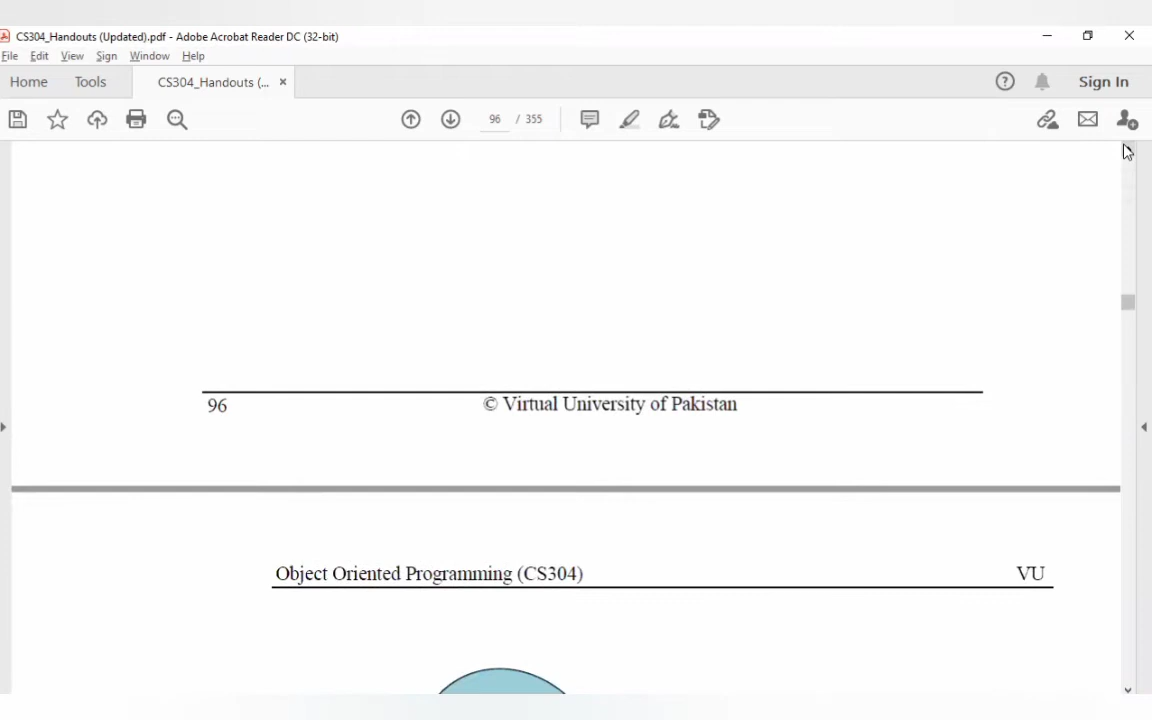 CS304_Handouts (Updated).pdf - Adobe Acrobat Reader DC (32-bit)
File Edit View Sign Window Help
Home Tools CS304_Handouts (... × Sign In
96 / 355
96 © Virtual University of Pakistan
Object Oriented Programming (CS304) VU